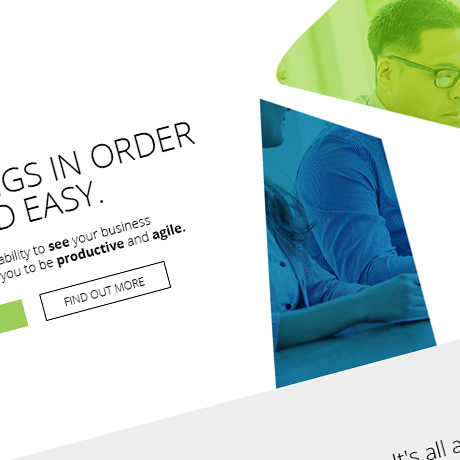 GS IN ORDER
EASY.
ability to see your business
you to be productive and agile.
FIND OUT MORE
It's all a